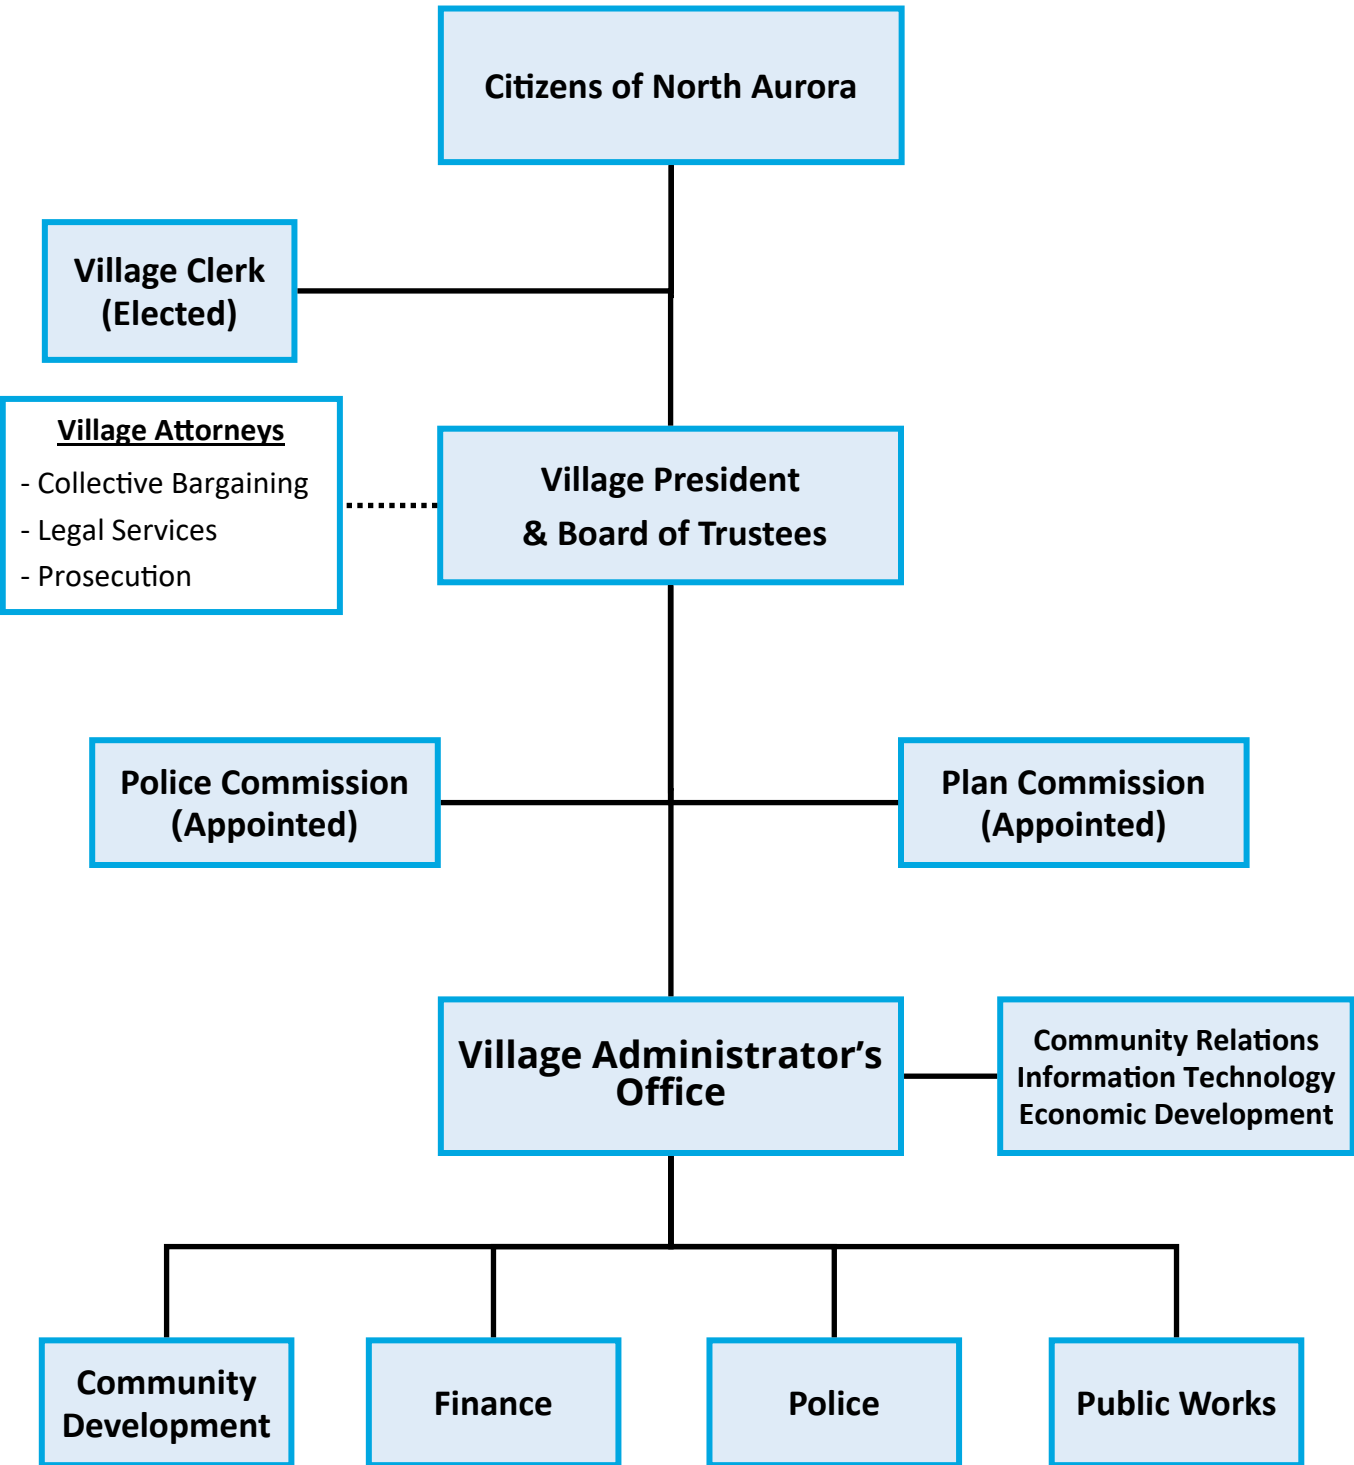 Citizens of North Aurora
Village Clerk
(Elected)
Village Attorneys
- Collective Bargaining
- Legal Services
- Prosecution
Village President
& Board of Trustees
Police Commission
(Appointed)
Plan Commission
(Appointed)
Village Administrator’s
Office
Community Relations
Information Technology
Economic Development
Community
Development
Finance
Police
Public Works